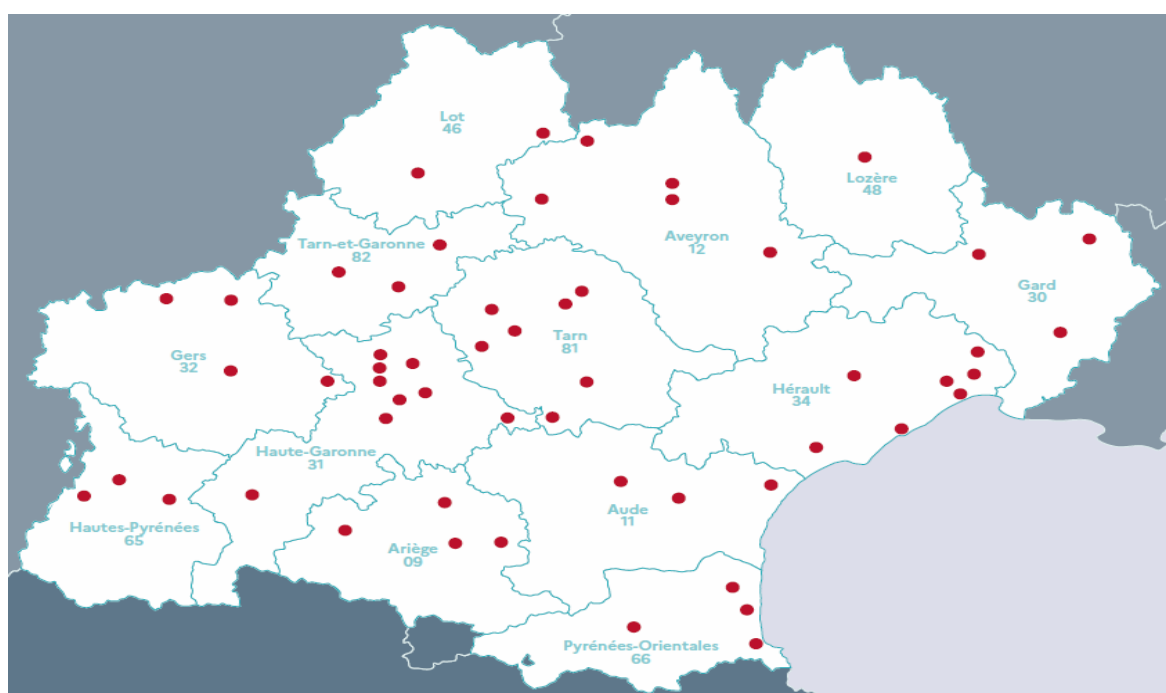 Lot
46
Lozère
48
Aveyron
12
Tarn-et-Garonne
82
Gard
30
Tarn
81
Gers
32
Hérault
34
Haute-Garonne
31
Aude
11
Hautes-Pyrénées
65
Ariège
09
Pyrénées-Orientales
66